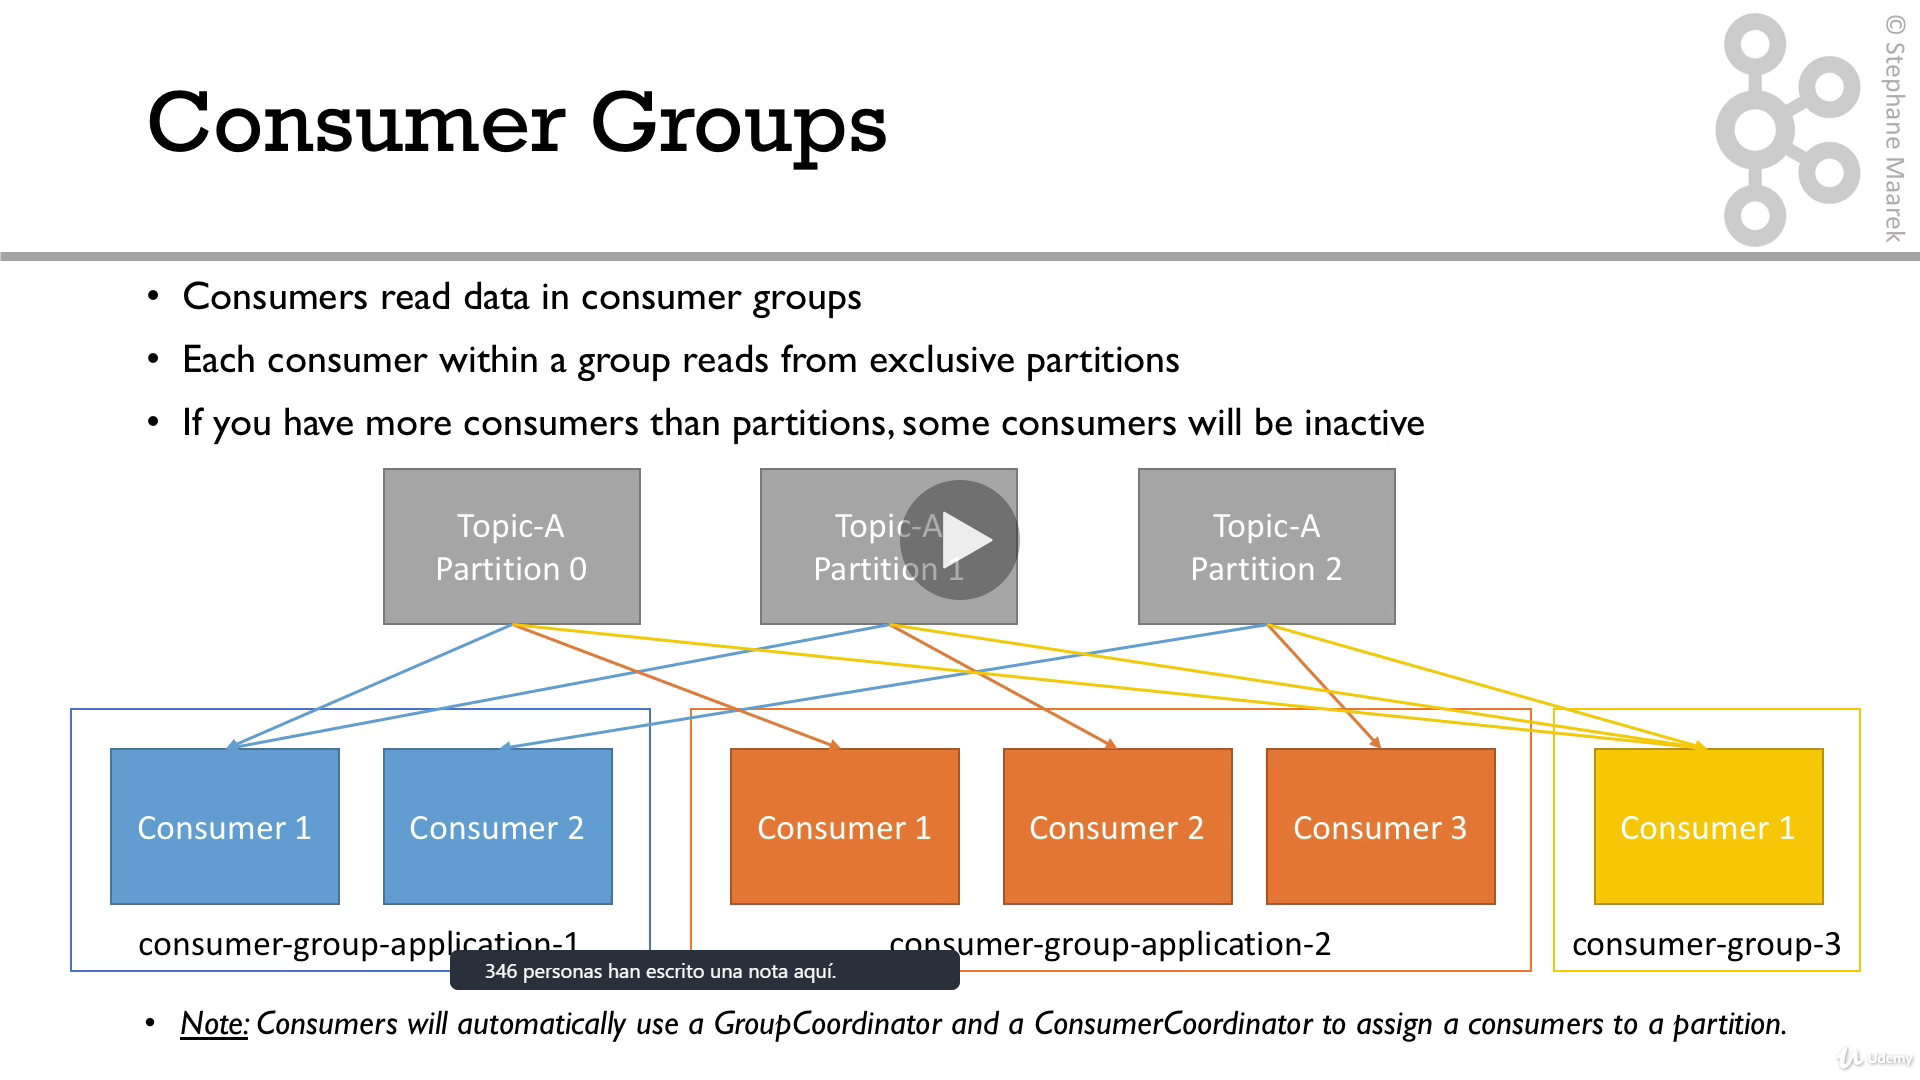 Consumer Groups
© Stephane Maarek
• Consumers read data in consumer groups
• Each consumer within a group reads from exclusive partitions
• If you have more consumers than partitions, some consumers will be inactive
Topic-A
Partition 0
Topic-A
Partition 1
Topic-A
Partition 2
Consumer 1
Consumer 2
consumer-group-application-1
Consumer 1
Consumer 2
Consumer 3
consumer-group-application-2
Consumer 1
consumer-group-3
346 personas han escrito una nota aquí.
• Note: Consumers will automatically use a GroupCoordinator and a ConsumerCoordinator to assign a consumers to a partition.
Udemy